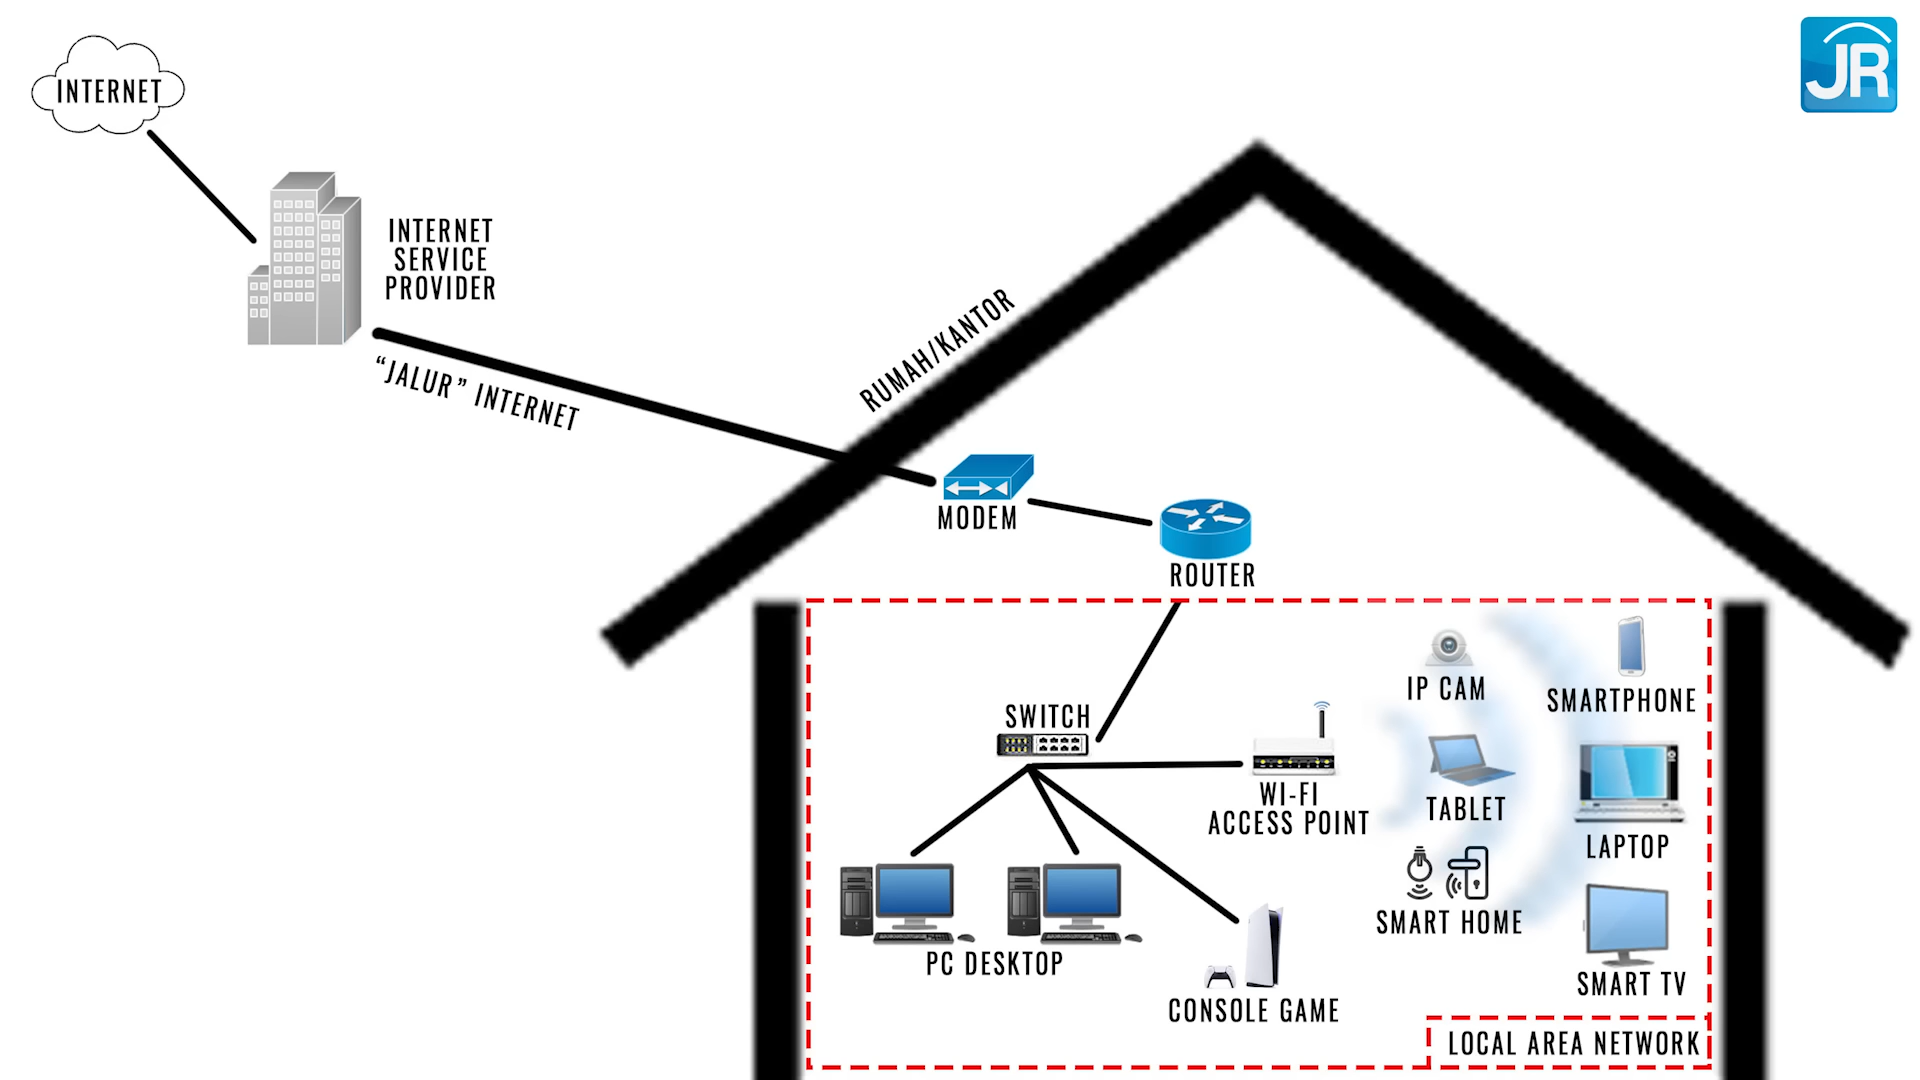 INTERNET
JR
INTERNET
SERVICE
PROVIDER
"JALUR" INTERNET
RUMAH/KANTOR
MODEM
ROUTER
SWITCH
WI-FI
ACCESS POINT
IP CAM
SMARTPHONE
TABLET
LAPTOP
SMART HOME
SMART TV
PC DESKTOP
CONSOLE GAME
LOCAL AREA NETWORK